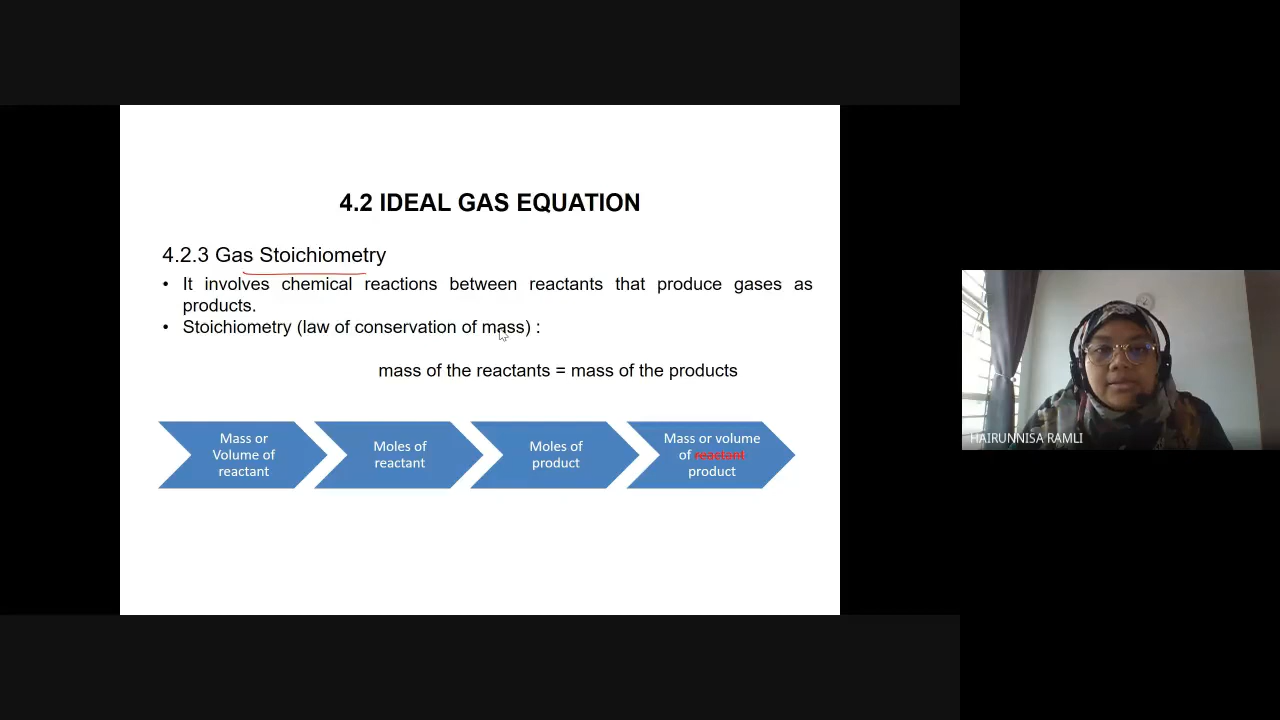 4.2 IDEAL GAS EQUATION
4.2.3 Gas Stoichiometry
• It involves chemical reactions between reactants that produce gases as
products.
• Stoichiometry (law of conservation of mass) :
mass of the reactants = mass of the products
Mass or
Volume of
reactant
Moles of
reactant
Moles of
product
Mass or volume
of reactant
product
HAIRUNNISA RAMLI